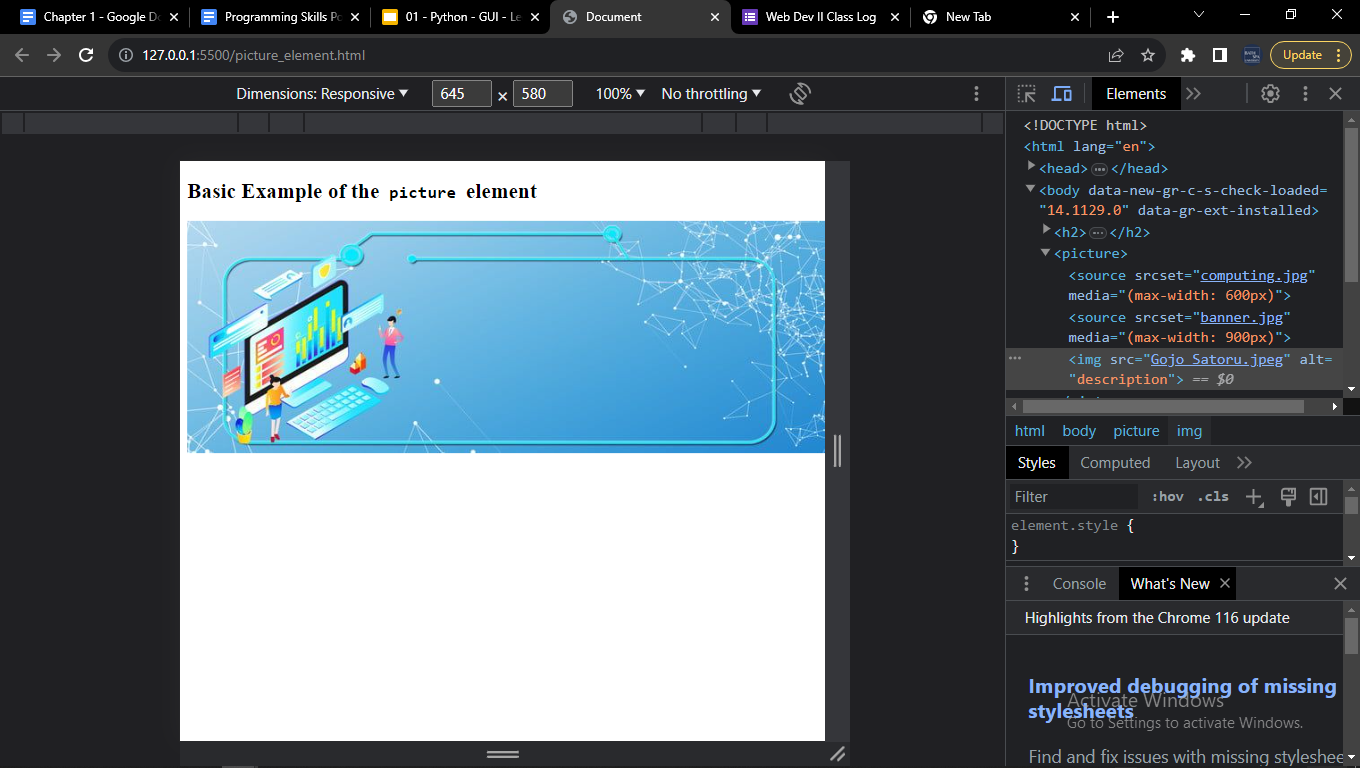 Chapter 1 - Google Do
Programming Skills Po
01 - Python - GUI - Le
Document
Web Dev II Class Log
New Tab
127.0.0.1:5500/picture_element.html
Update
Dimensions: Responsive
645 × 580
100%
No throttling
Elements
<!DOCTYPE html>
<html lang="en">
<head> ⋯ </head>
<body data-new-gr-c-s-check-loaded=
"14.1129.0" data-gr-ext-installed>
<h2> ⋯ </h2>
<picture>
<source srcset="computing.jpg"
media="(max-width: 600px)">
<source srcset="banner.jpg"
media="(max-width: 900px)">
<img src="Gojo Satoru.jpeg" alt=
"description"> == $0
html body picture img
Styles Computed Layout
Filter :hov .cls
element.style {
}
Console What's New
Highlights from the Chrome 116 update
Improved debugging of missing
stylesheets
Find and fix issues with missing styleshee
Activate Windows
Go to Settings to activate Windows.
Basic Example of the picture element